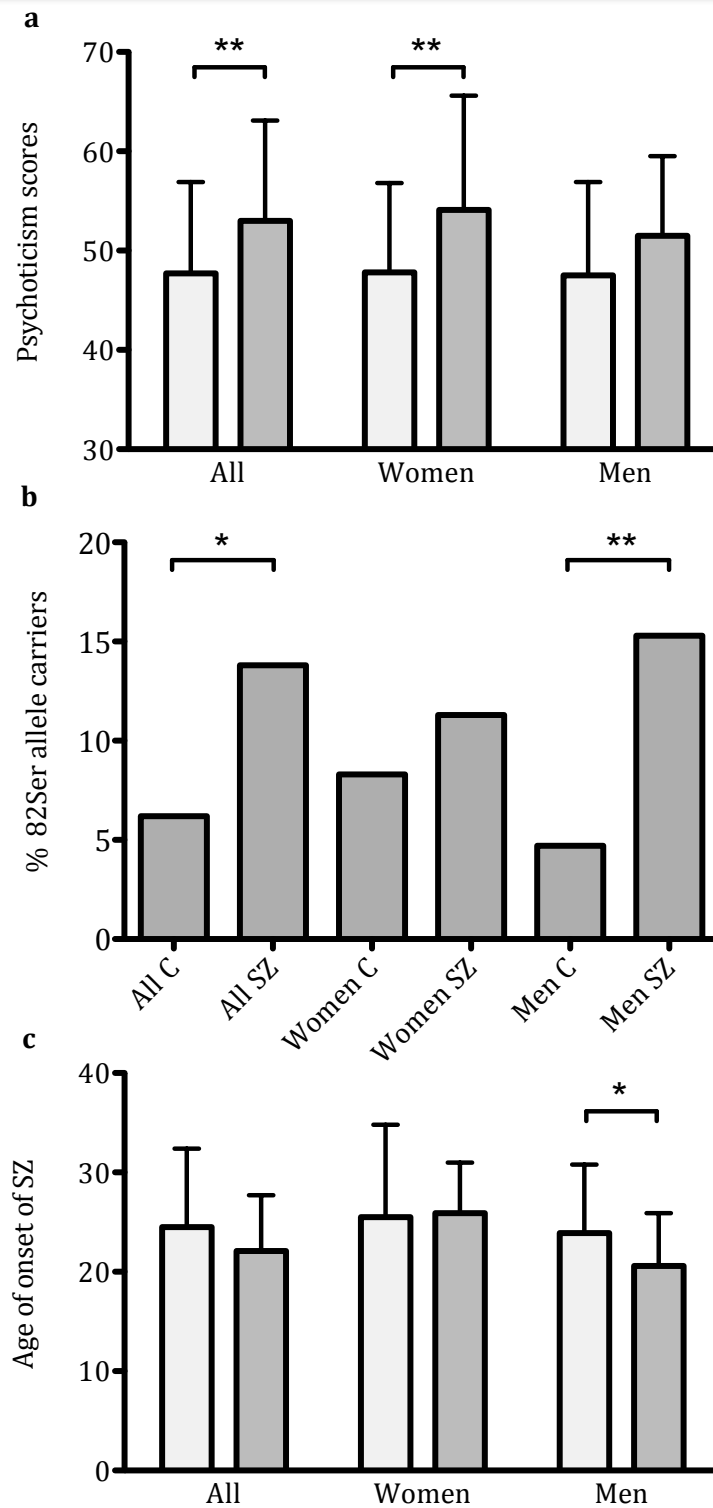 a
** **
70
60
50
40
30
Psychoticism scores
All Women Men
b
* **
20
15
10
5
0
% 82Ser allele carriers
All C All SZ Women C Women SZ Men C Men SZ
c
*
40
30
20
10
0
Age of onset of SZ
All Women Men